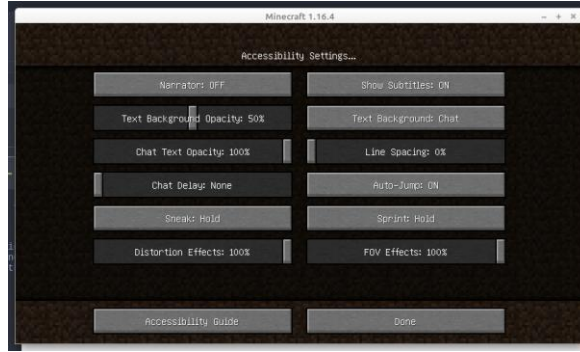 Minecraft 1.16.4
Accessibility Settings...
Narrator: OFF
Show Subtitles: ON
Text Background Opacity: 50%
Text Background: Chat
Chat Text Opacity: 100%
Line Spacing: 0%
Chat Delay: None
Auto-Jump: ON
Sneak: Hold
Sprint: Hold
Distortion Effects: 100%
FOV Effects: 100%
Accessibility Guide
Done